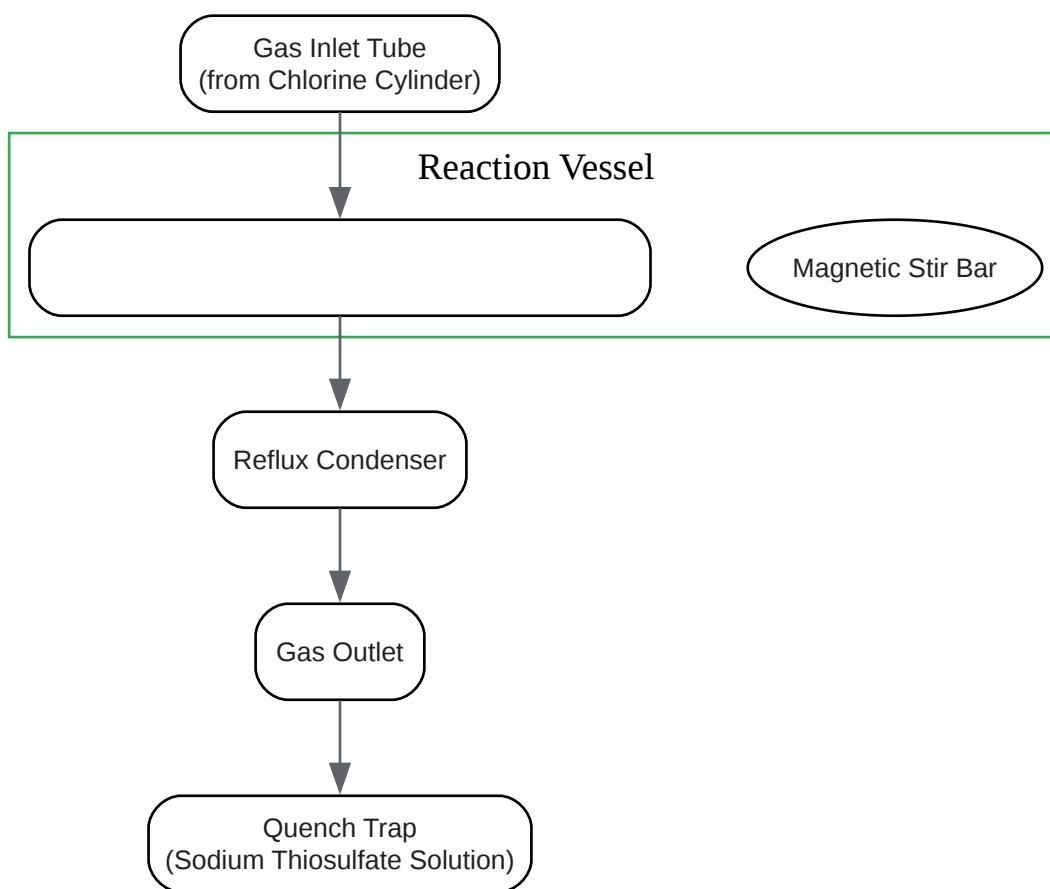 Gas Inlet Tube
(from Chlorine Cylinder)
Reaction Vessel
Magnetic Stir Bar
Reflux Condenser
Gas Outlet
Quench Trap
(Sodium Thiosulfate Solution)